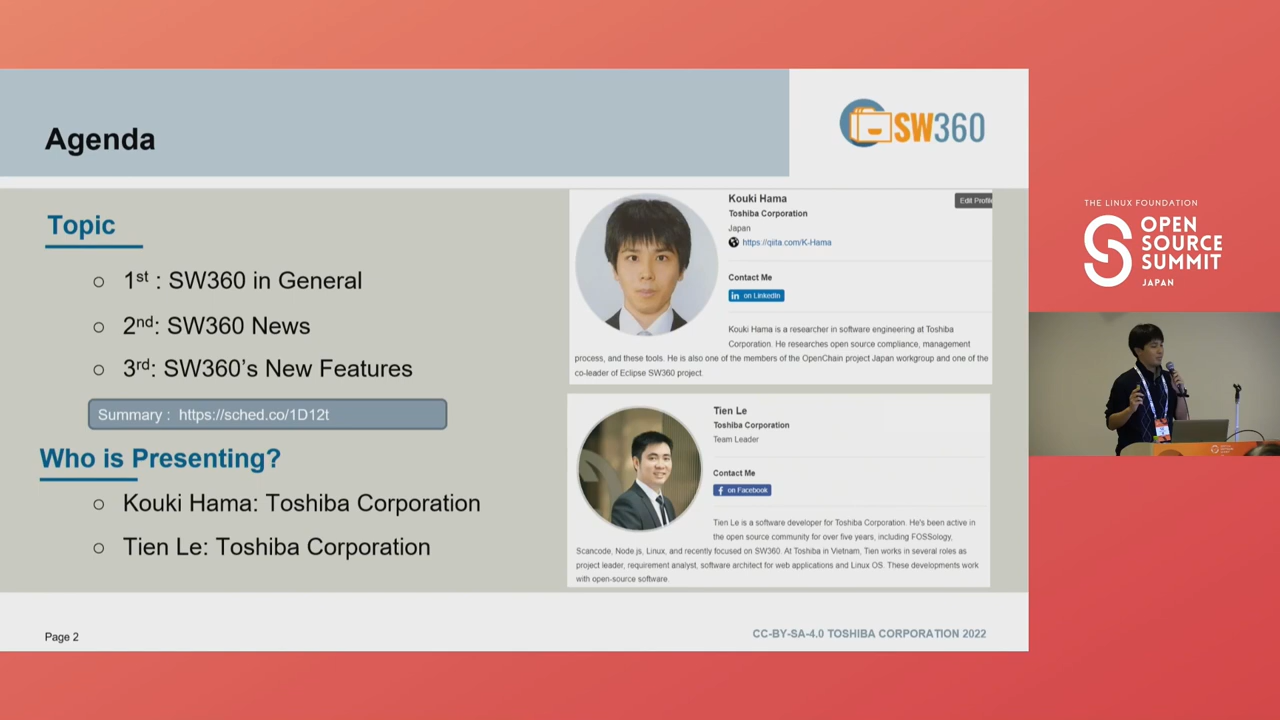 Agenda
SW360
Topic
○ 1st : SW360 in General
○ 2nd: SW360 News
○ 3rd: SW360's New Features
Summary : https://sched.co/1D12t
Who is Presenting?
○ Kouki Hama: Toshiba Corporation
○ Tien Le: Toshiba Corporation
Kouki Hama
Edit Profile
Toshiba Corporation
Japan
https://qiita.com/K-Hama
Contact Me
in on LinkedIn
Kouki Hama is a researcher in software engineering at Toshiba
Corporation. He researches open source compliance, management
process, and these tools. He is also one of the members of the OpenChain project Japan workgroup and one of the
co-leader of Eclipse SW360 project.
Tien Le
Toshiba Corporation
Team Leader
Contact Me
f on Facebook
Tien Le is a software developer for Toshiba Corporation. He's been active in
the open source community for over five years, including FOSSology,
Scancode, Node.js, Linux, and recently focused on SW360. At Toshiba in Vietnam, Tien works in several roles as
project leader, requirement analyst, software architect for web applications and Linux OS. These developments work
with open-source software.
Page 2
CC-BY-SA-4.0 TOSHIBA CORPORATION 2022
THE LINUX FOUNDATION
OPEN
SOURCE
SUMMIT
JAPAN